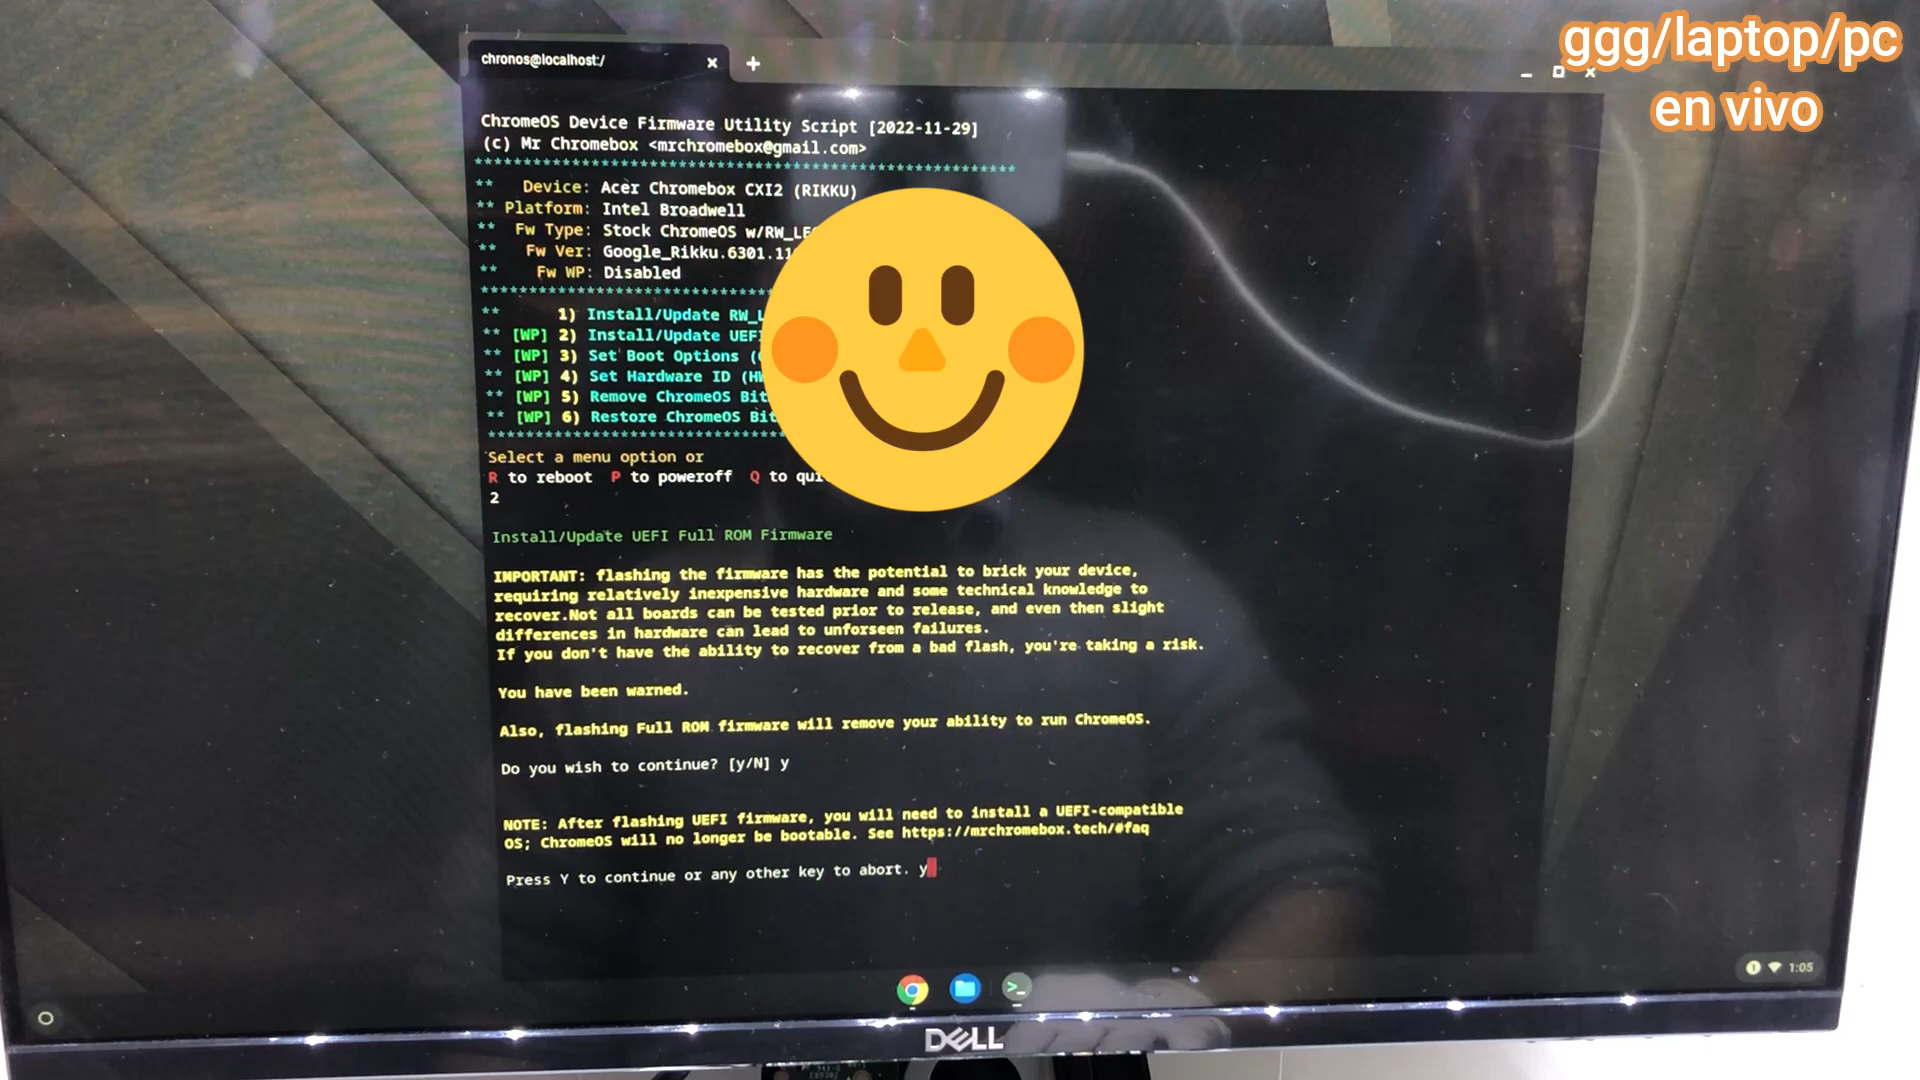 ggg/laptop/pc
en vivo
chronos@localhost:/
ChromeOS Device Firmware Utility Script [2022-11-29]
(c) Mr Chromebox <mrchromebox@gmail.com>
************************************************************
** Device: Acer Chromebox CXI2 (RIKKU)
** Platform: Intel Broadwell
** Fw Type: Stock ChromeOS w/RW_LE
** Fw Ver: Google_Rikku.6301.11
** Fw WP: Disabled
************************************************************
** 1) Install/Update RW_L
** [WP] 2) Install/Update UEFI
** [WP] 3) Set Boot Options (
** [WP] 4) Set Hardware ID (HW
** [WP] 5) Remove ChromeOS Bit
** [WP] 6) Restore ChromeOS Bit
************************************************************
Select a menu option or
R to reboot P to poweroff Q to qui
2
Install/Update UEFI Full ROM Firmware
IMPORTANT: flashing the firmware has the potential to brick your device,
requiring relatively inexpensive hardware and some technical knowledge to
recover.Not all boards can be tested prior to release, and even then slight
differences in hardware can lead to unforseen failures.
If you don't have the ability to recover from a bad flash, you're taking a risk.
You have been warned.
Also, flashing Full ROM firmware will remove your ability to run ChromeOS.
Do you wish to continue? [y/N] y
NOTE: After flashing UEFI firmware, you will need to install a UEFI-compatible
OS; ChromeOS will no longer be bootable. See https://mrchromebox.tech/#faq
Press Y to continue or any other key to abort. y
1:05
DELL